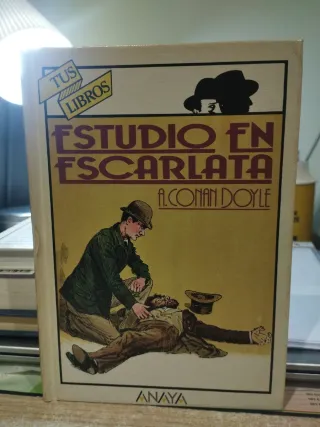 TUS
LIBROS
ESTUDIO EN
ESCARLATA
A. CONAN DOYLE
ANAYA